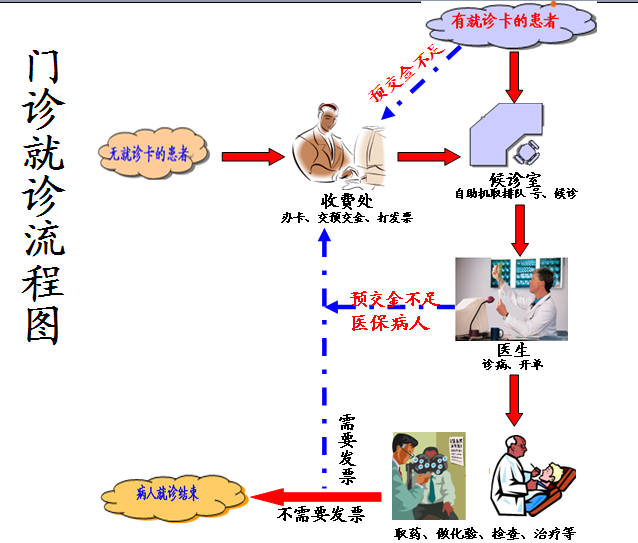 门诊就诊流程图
有就诊卡的患者
预交金不足
无就诊卡的患者
收费处
办卡、交预交金、打发票
候诊室
自助机取排队号、候诊
预交金不足
医保病人
医生
诊病、开单
需要发票
病人就诊结束
不需要发票
取药、做化验、检查、治疗等